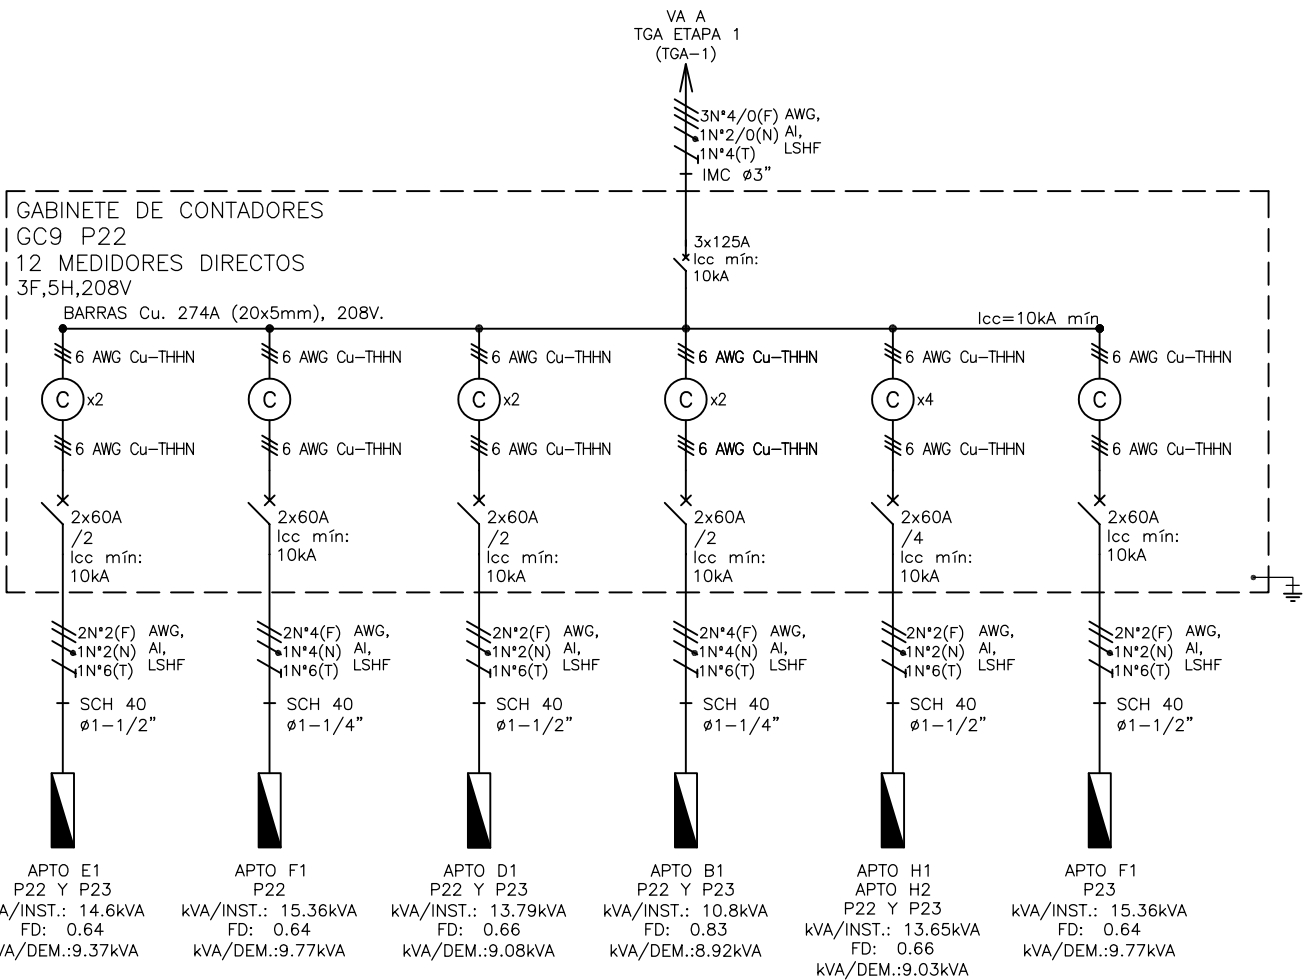 VA A
TGA ETAPA 1
(TGA-1)
3N°4/0(F) AWG,
1N°2/0(N) Al,
1N°4(T) LSHF
IMC ø3"
GABINETE DE CONTADORES
GC9 P22
12 MEDIDORES DIRECTOS
3F,5H,208V
3x125A
Icc mín:
10kA
BARRAS Cu. 274A (20x5mm), 208V.
Icc=10kA mín
6 AWG Cu-THHN
6 AWG Cu-THHN
6 AWG Cu-THHN
6 AWG Cu-THHN
6 AWG Cu-THHN
6 AWG Cu-THHN
C x2
C
C x2
C x2
C x4
C
6 AWG Cu-THHN
6 AWG Cu-THHN
6 AWG Cu-THHN
6 AWG Cu-THHN
6 AWG Cu-THHN
6 AWG Cu-THHN
2x60A
/2
Icc mín:
10kA
2x60A
Icc mín:
10kA
2x60A
/2
Icc mín:
10kA
2x60A
/2
Icc mín:
10kA
2x60A
/4
Icc mín:
10kA
2x60A
Icc mín:
10kA
2N°2(F) AWG,
1N°2(N) Al,
1N°6(T) LSHF
SCH 40
ø1-1/2"
2N°4(F) AWG,
1N°4(N) Al,
1N°6(T) LSHF
SCH 40
ø1-1/4"
2N°2(F) AWG,
1N°2(N) Al,
1N°6(T) LSHF
SCH 40
ø1-1/2"
2N°4(F) AWG,
1N°4(N) Al,
1N°6(T) LSHF
SCH 40
ø1-1/4"
2N°2(F) AWG,
1N°2(N) Al,
1N°6(T) LSHF
SCH 40
ø1-1/2"
2N°2(F) AWG,
1N°2(N) Al,
1N°6(T) LSHF
SCH 40
ø1-1/2"
APTO E1
P22 Y P23
VA/INST.: 14.6kVA
FD: 0.64
VA/DEM.:9.37kVA
APTO F1
P22
kVA/INST.: 15.36kVA
FD: 0.64
kVA/DEM.:9.77kVA
APTO D1
P22 Y P23
kVA/INST.: 13.79kVA
FD: 0.66
kVA/DEM.:9.08kVA
APTO B1
P22 Y P23
kVA/INST.: 10.8kVA
FD: 0.83
kVA/DEM.:8.92kVA
APTO H1
APTO H2
P22 Y P23
kVA/INST.: 13.65kVA
FD: 0.66
kVA/DEM.:9.03kVA
APTO F1
P23
kVA/INST.: 15.36kVA
FD: 0.64
kVA/DEM.:9.77kVA